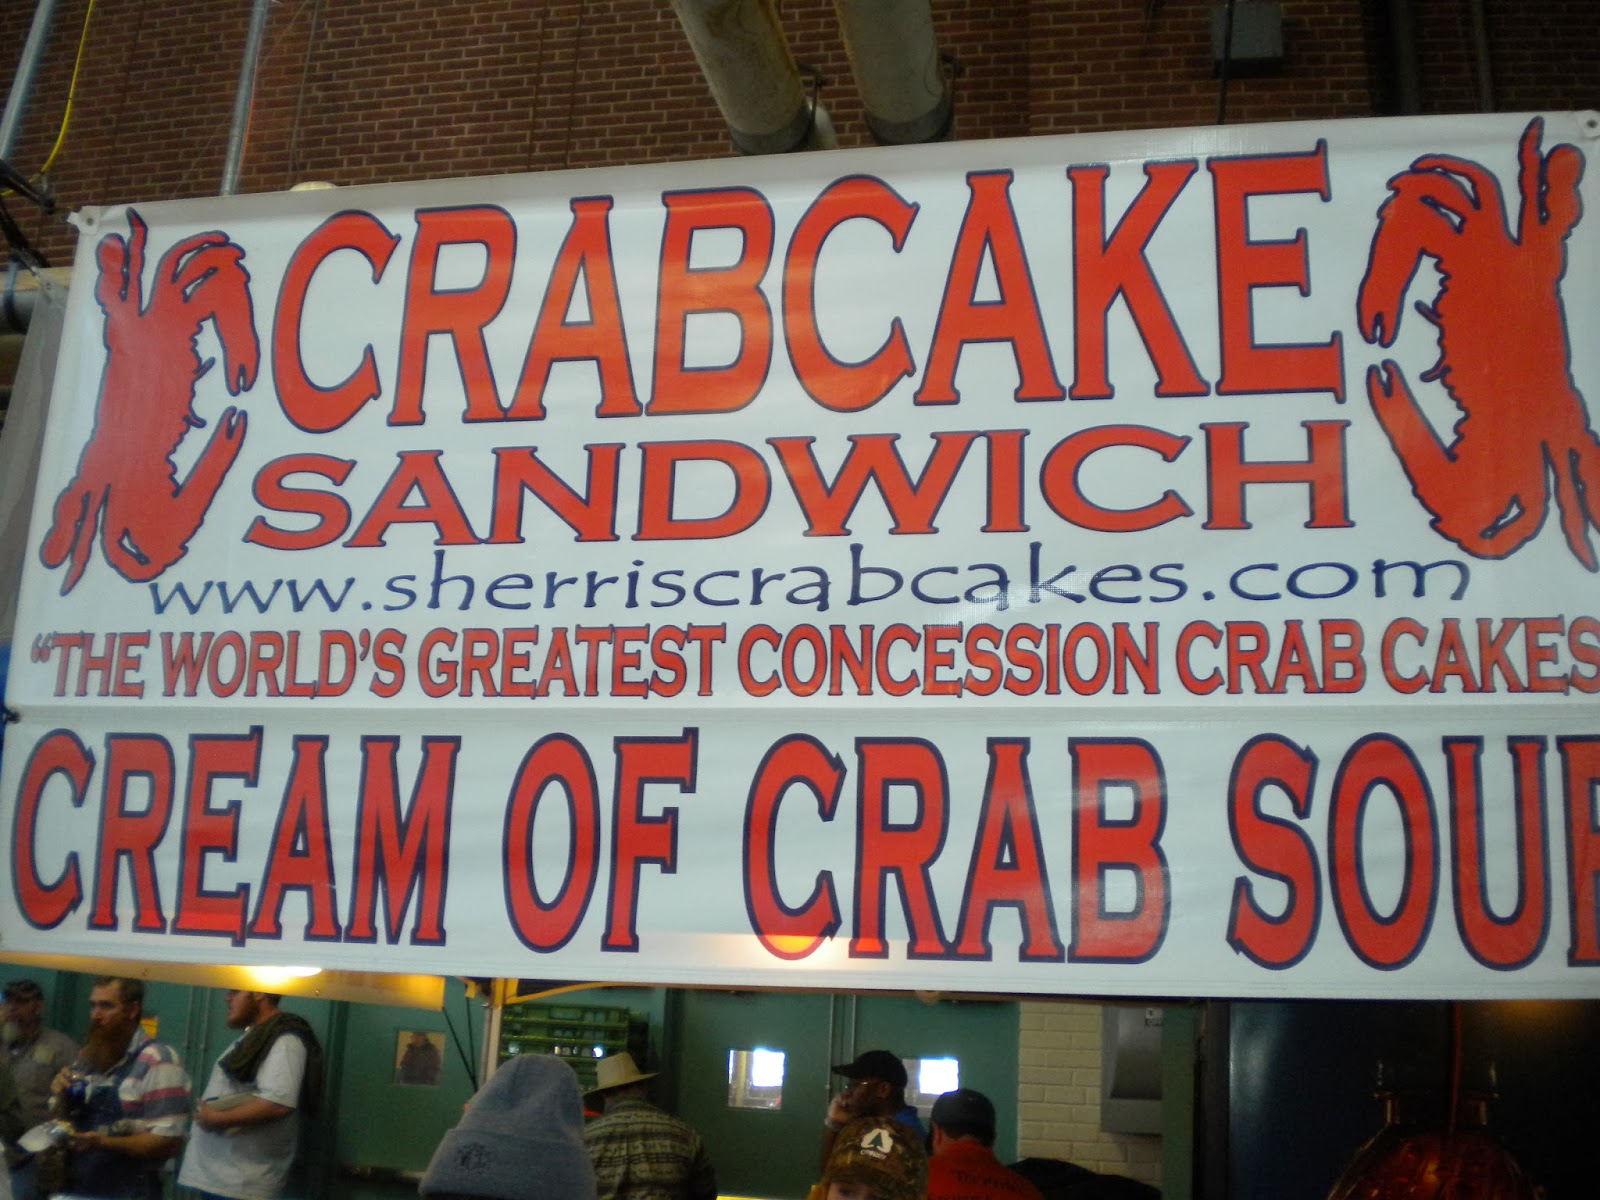 CRABCAKE
SANDWICH
www.sherriscrabcakes.com
"THE WORLD'S GREATEST CONCESSION CRAB CAKES
CREAM OF CRAB SOUP